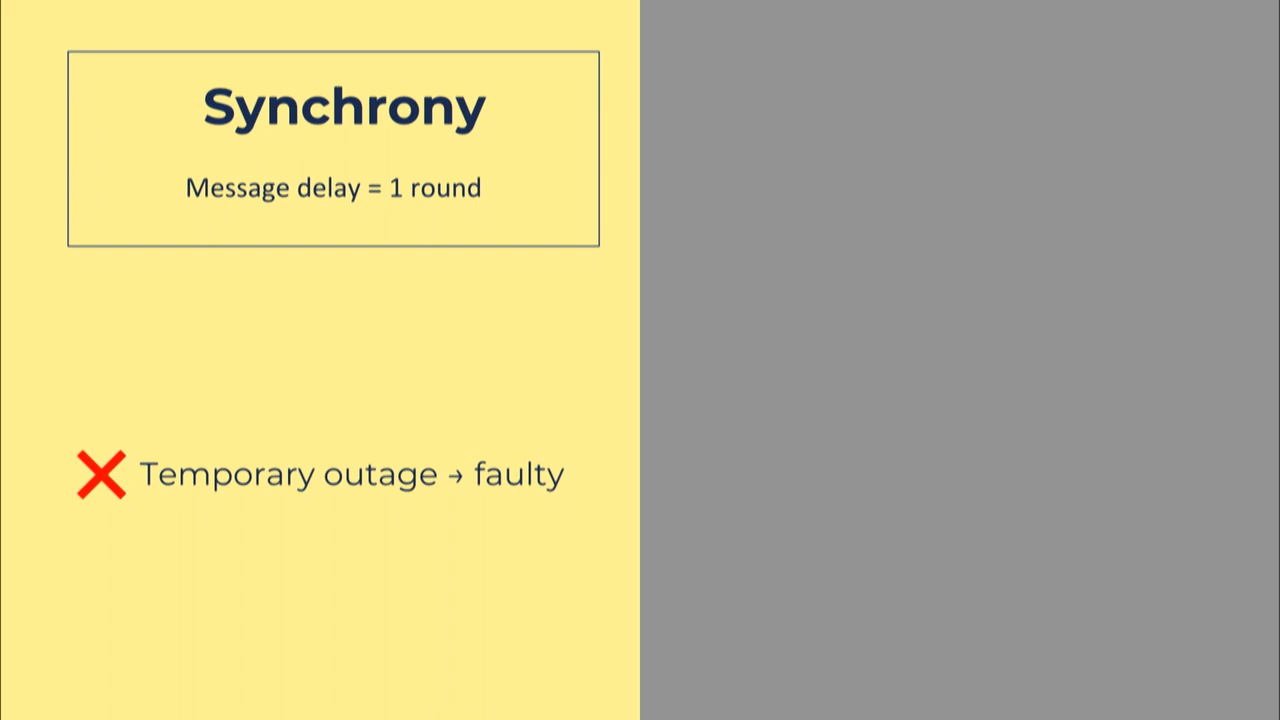 Synchrony
Message delay = 1 round
Temporary outage → faulty